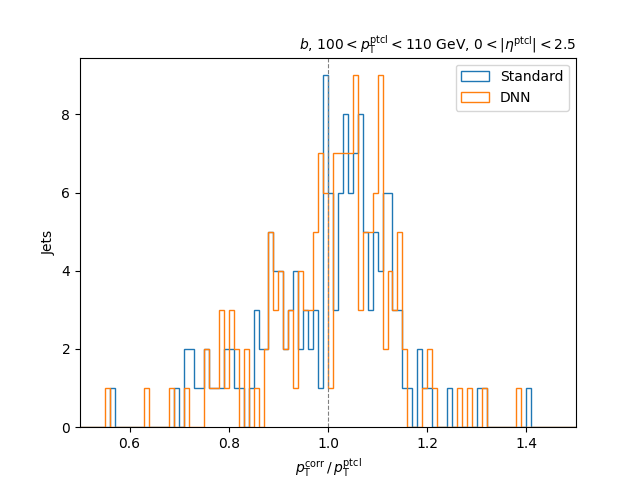 b, 100 < p_T^ptcl < 110 GeV, 0 < |η^ptcl| < 2.5
Standard
DNN
Jets
8
6
4
2
0
0.6 0.8 1.0 1.2 1.4
p_T^corr / p_T^ptcl